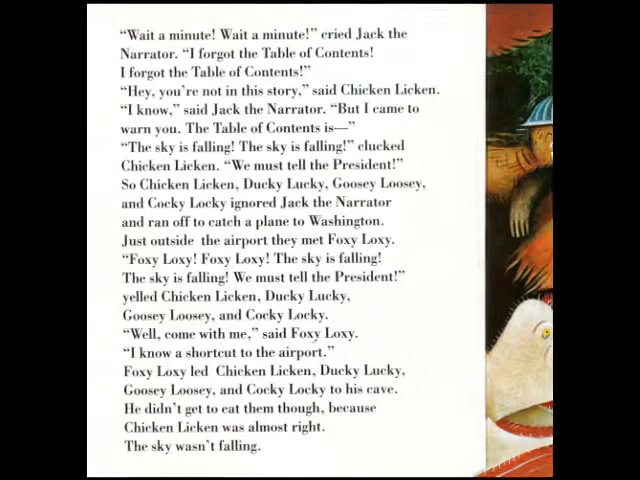 “Wait a minute! Wait a minute!” cried Jack the
Narrator. “I forgot the Table of Contents!
I forgot the Table of Contents!”
“Hey, you’re not in this story,” said Chicken Licken.
“I know,” said Jack the Narrator. “But I came to
warn you. The Table of Contents is—”
“The sky is falling! The sky is falling!” clucked
Chicken Licken. “We must tell the President!”
So Chicken Licken, Ducky Lucky, Goosey Loosey,
and Cocky Locky ignored Jack the Narrator
and ran off to catch a plane to Washington.
Just outside the airport they met Foxy Loxy.
“Foxy Loxy! Foxy Loxy! The sky is falling!
The sky is falling! We must tell the President!”
yelled Chicken Licken, Ducky Lucky,
Goosey Loosey, and Cocky Locky.
“Well, come with me,” said Foxy Loxy.
“I know a shortcut to the airport.”
Foxy Loxy led Chicken Licken, Ducky Lucky,
Goosey Loosey, and Cocky Locky to his cave.
He didn’t get to eat them though, because
Chicken Licken was almost right.
The sky wasn’t falling.